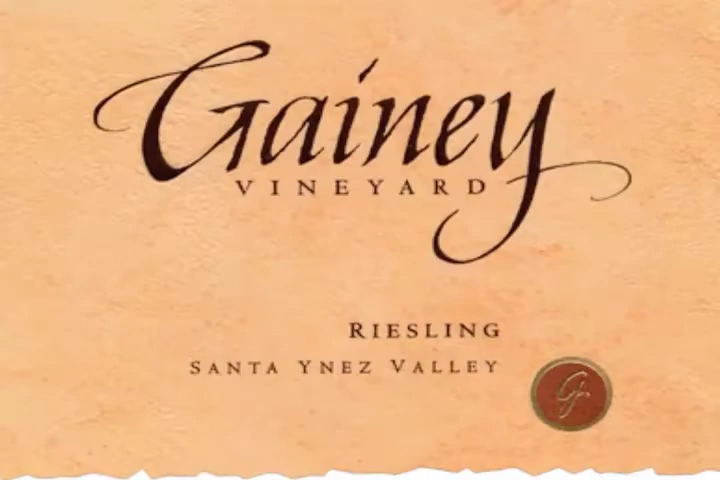 Gainey
VINEYARD
RIESLING
SANTA YNEZ VALLEY
G